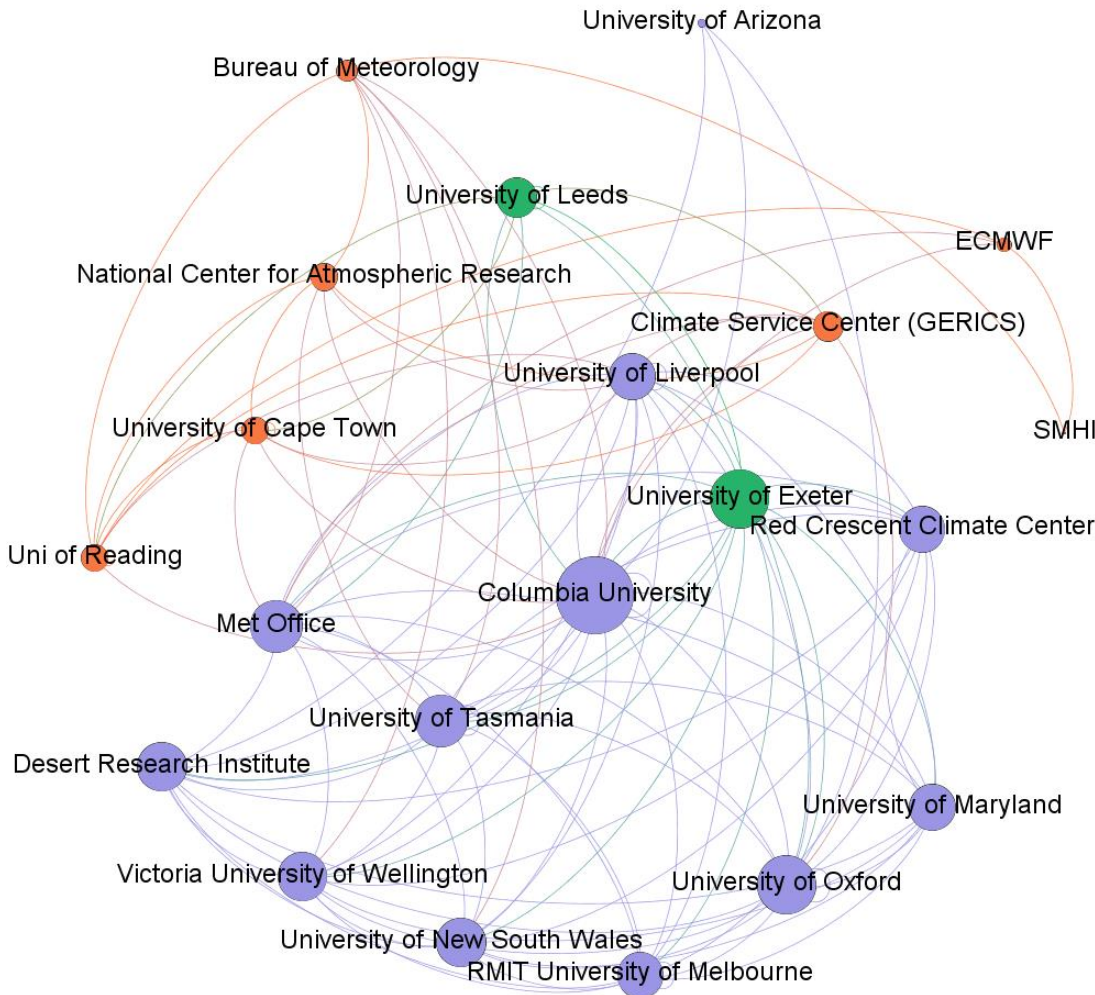 University of Arizona
Bureau of Meteorology
University of Leeds
ECMWF
National Center for Atmospheric Research
Climate Service Center (GERICS)
University of Liverpool
University of Cape Town
SMHI
University of Exeter
Red Crescent Climate Center
Uni of Reading
Columbia University
Met Office
University of Tasmania
Desert Research Institute
University of Maryland
Victoria University of Wellington
University of Oxford
University of New South Wales
RMIT University of Melbourne